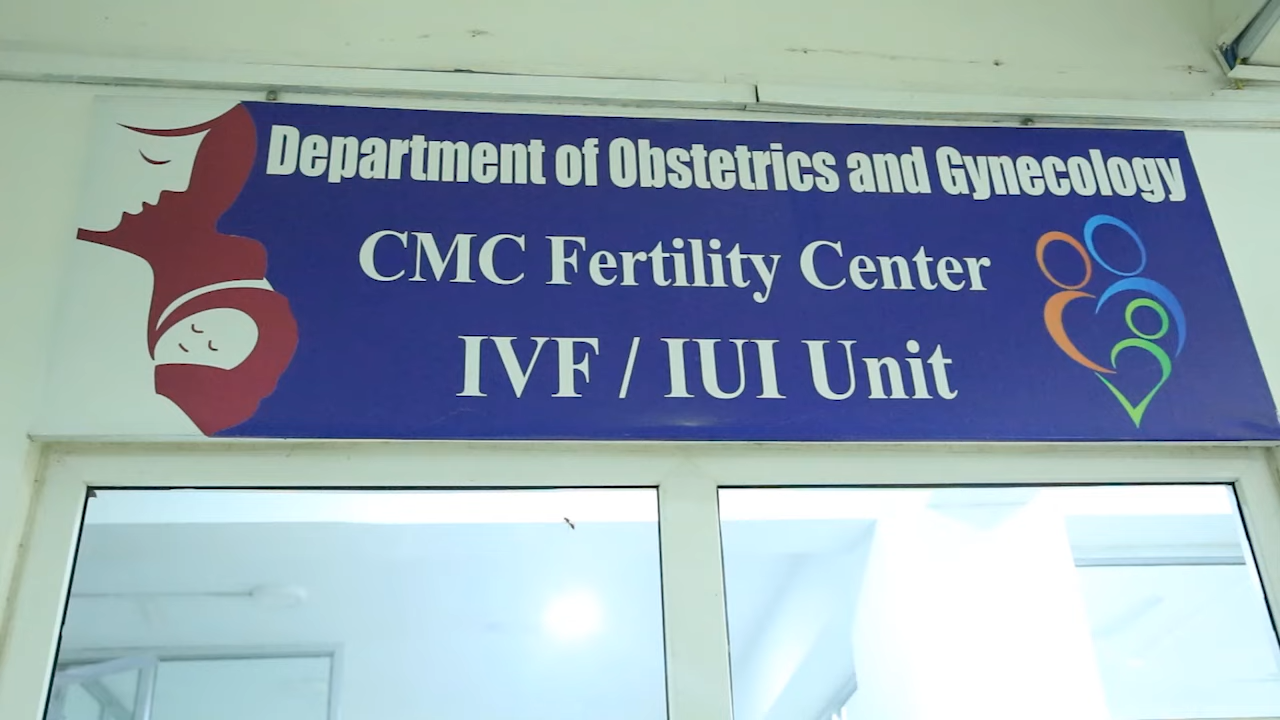 Department of Obstetrics and Gynecology
CMC Fertility Center
IVF / IUI Unit